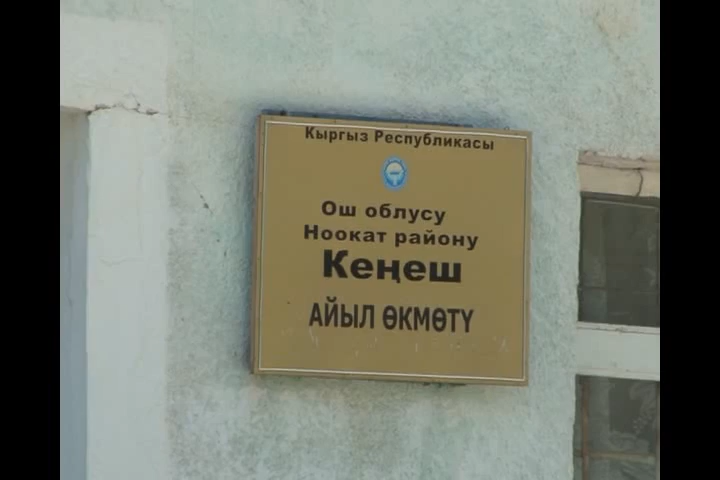 Кыргыз Республикасы
Ош облусу
Ноокат району
Кеңеш
АЙЫЛ ӨКМӨТҮ